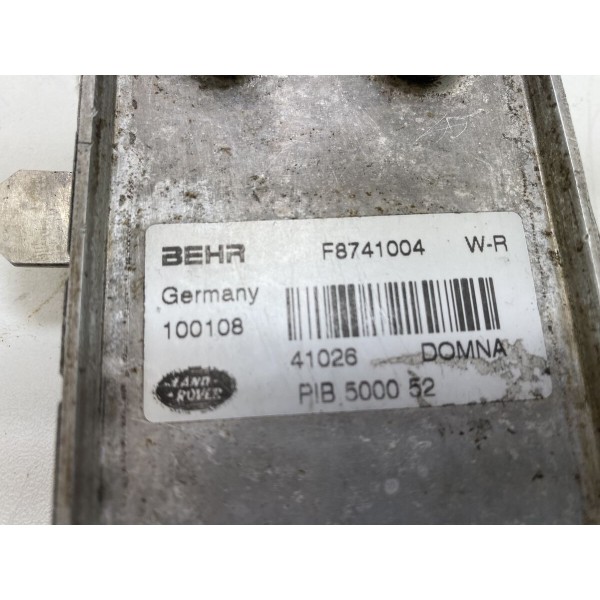 BEHR F8741004 W-R
Germany
100108
41026 DOMNA
LAND ROVER
PIB 5000 52